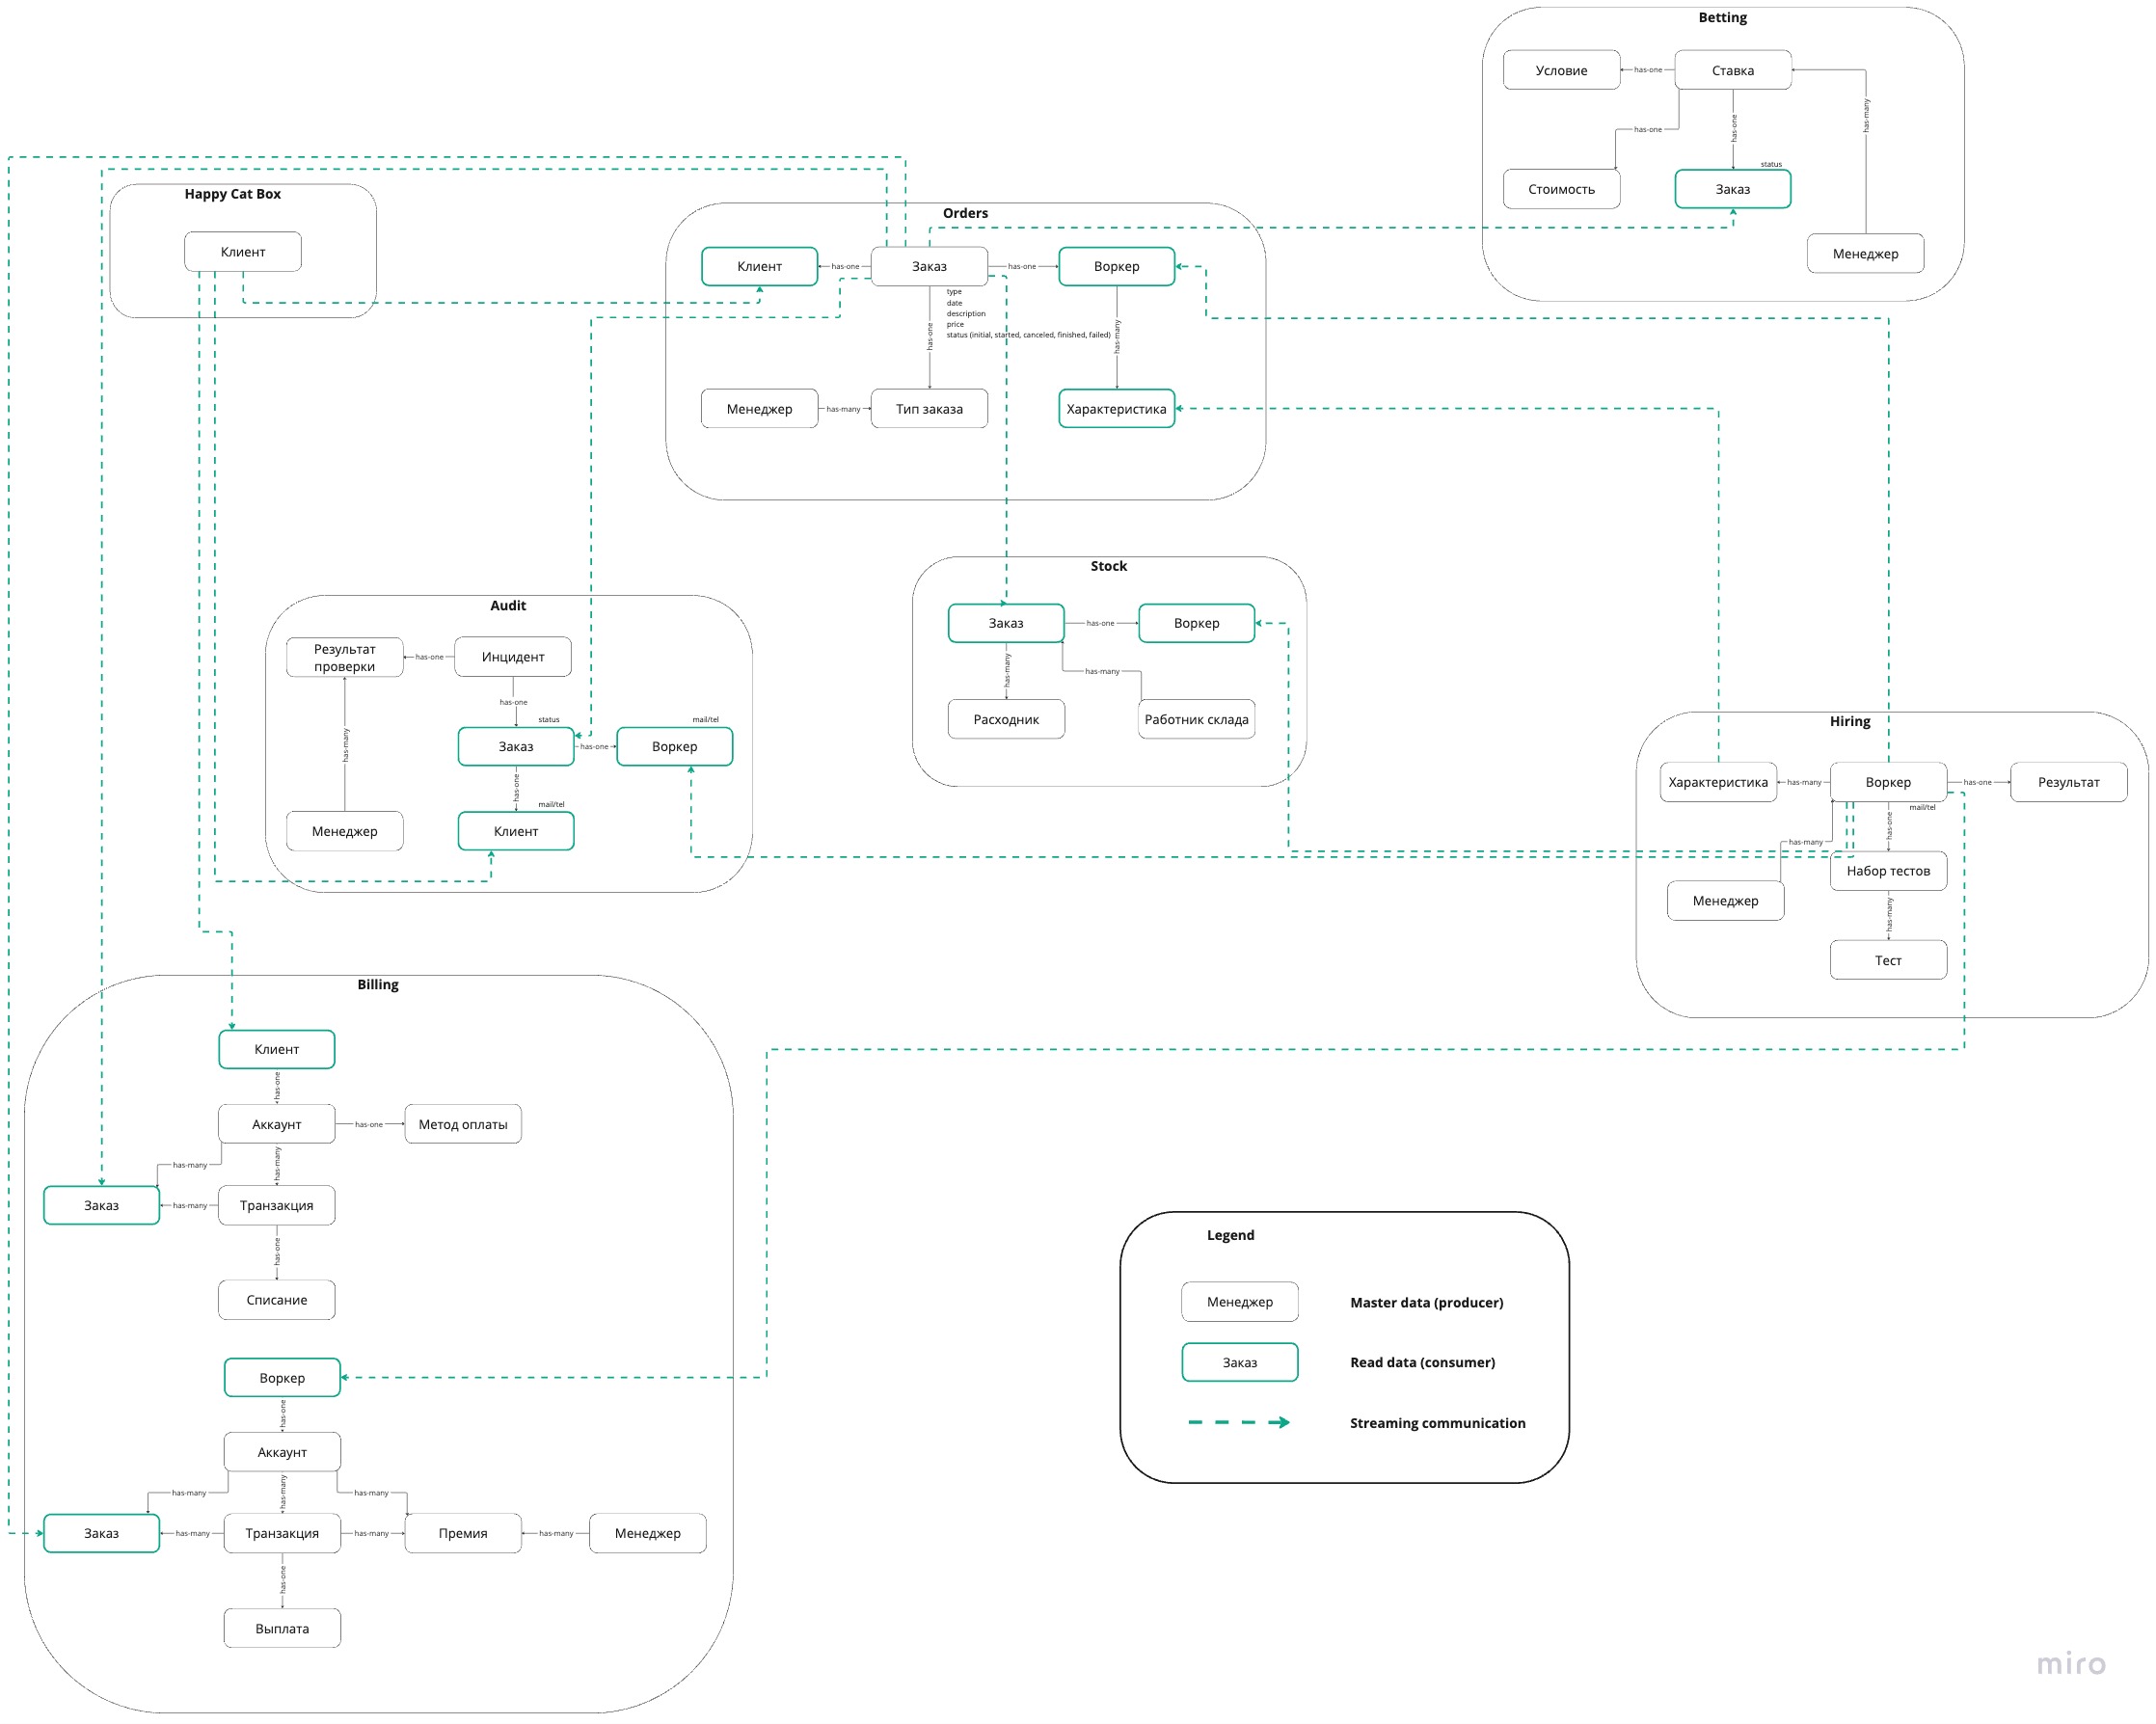 Betting
Условие
has-one
Ставка
has-one
has-one
has-many
status
Стоимость
Заказ
Менеджер
Happy Cat Box
Клиент
Orders
Клиент
has-one
Заказ
has-one
Воркер
type
date
description
price
status (initial, started, canceled, finished, failed)
has-one
has-many
Менеджер
has-many
Тип заказа
Характеристика
Stock
Заказ
has-one
Воркер
has-many
has-many
Расходник
Работник склада
Audit
Результат
проверки
has-one
Инцидент
has-one
status
mail/tel
has-many
Заказ
has-one
Воркер
has-one
mail/tel
Менеджер
Клиент
Hiring
Характеристика
has-many
Воркер
has-one
Результат
mail/tel
has-one
has-many
Набор тестов
Менеджер
has-many
Тест
Billing
Клиент
has-one
Аккаунт
has-one
Метод оплаты
has-many
has-many
Заказ
has-many
Транзакция
has-one
Списание
Воркер
has-one
Аккаунт
has-many
has-many
has-many
Заказ
has-many
Транзакция
has-many
Премия
has-many
Менеджер
has-one
Выплата
Legend
Менеджер
Master data (producer)
Заказ
Read data (consumer)
Streaming communication
miro